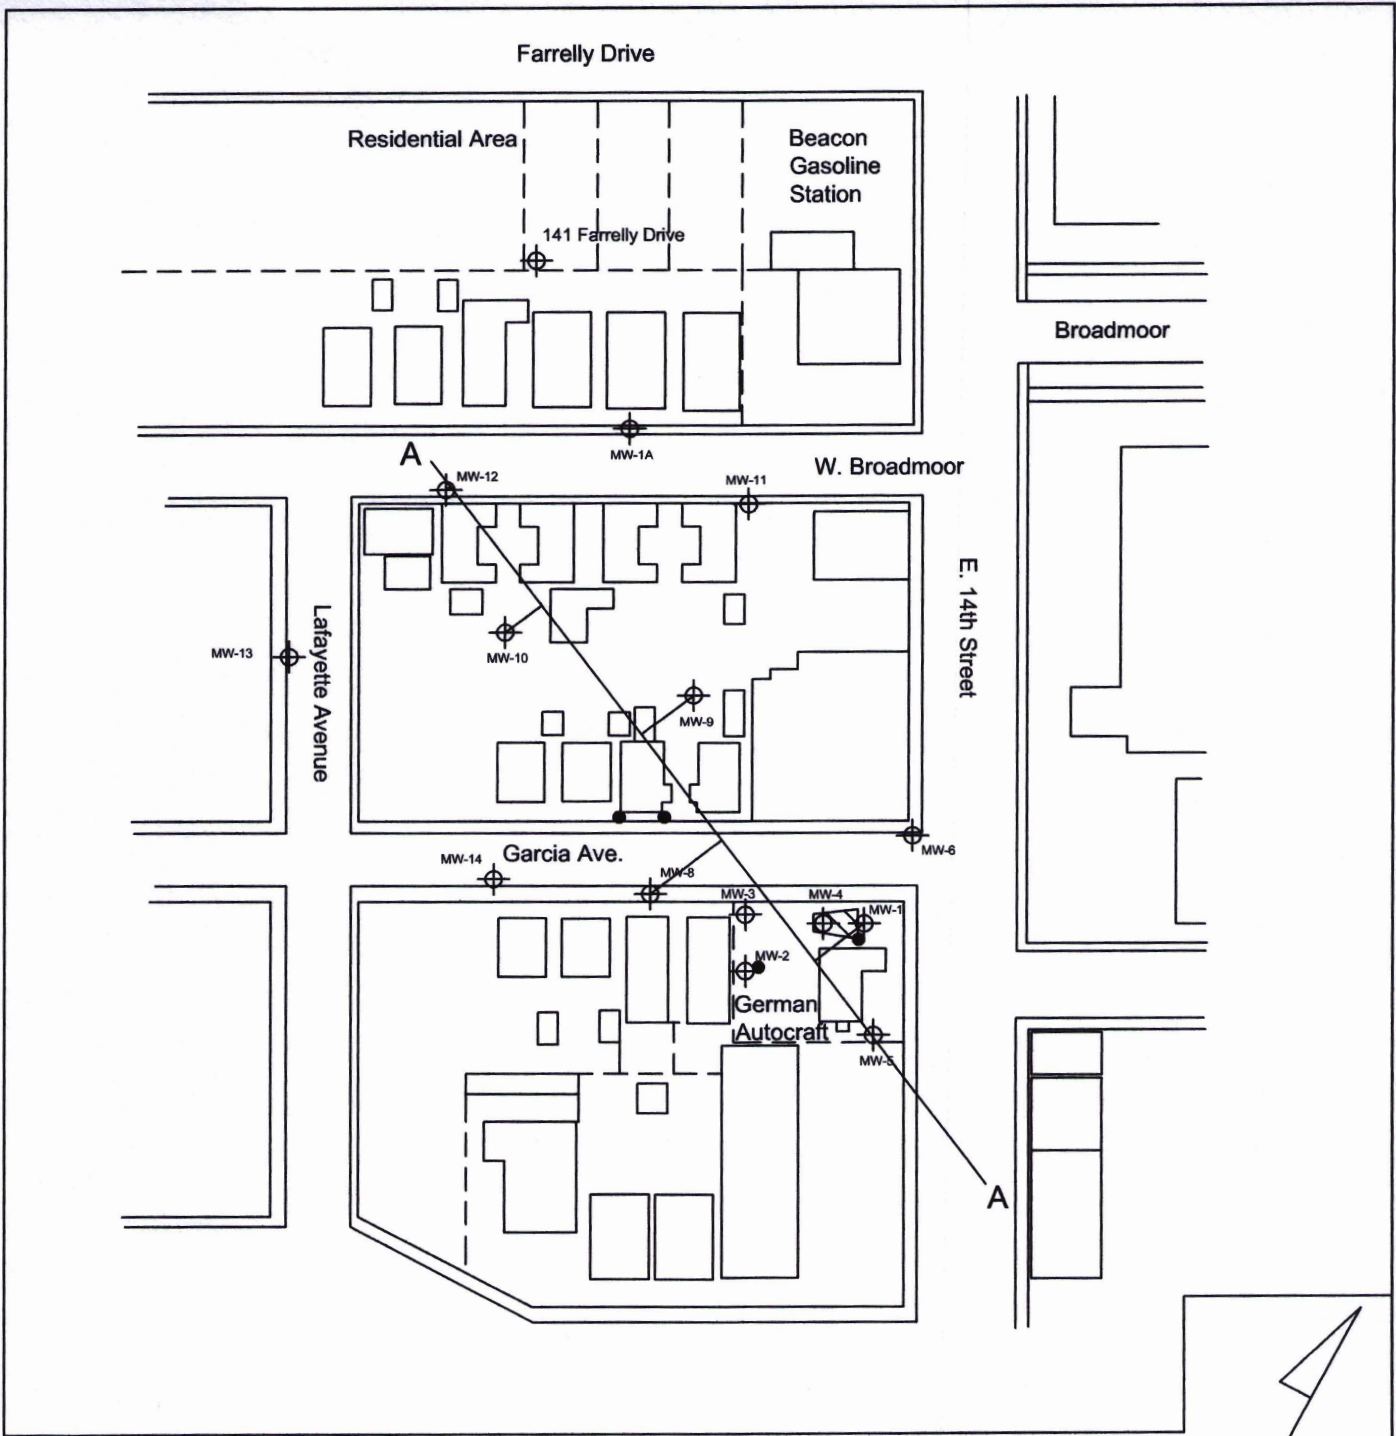 Farrelly Drive
Residential Area
Beacon
Gasoline
Station
141 Farrelly Drive
Broadmoor
MW-1A
A
W. Broadmoor
MW-12
MW-11
E. 14th Street
Lafayette Avenue
MW-13
MW-10
MW-9
MW-6
Garcia Ave.
MW-14
MW-8
MW-3
MW-4
MW-1
MW-2
German
Autocraft
MW-5
A